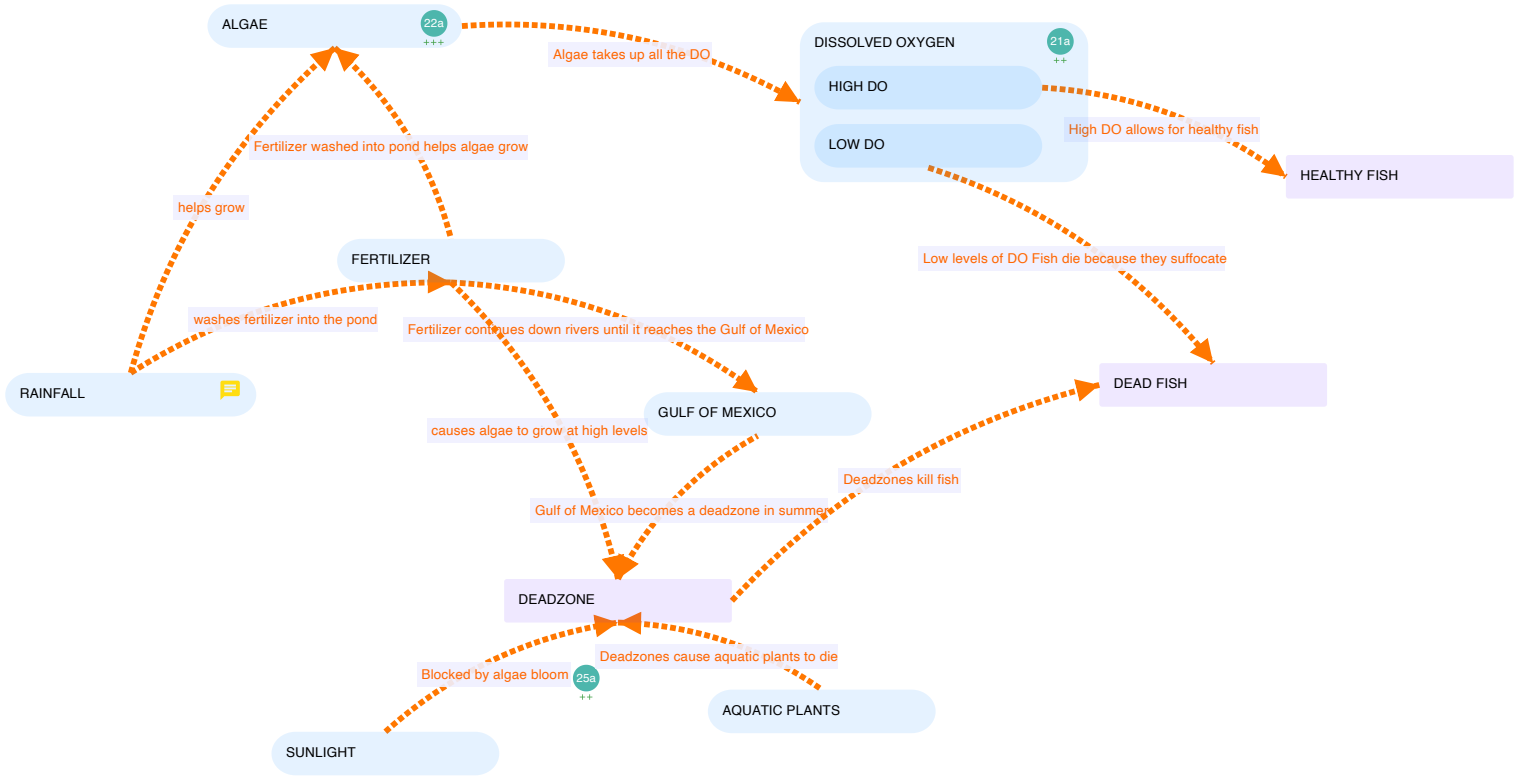 ALGAE
22a
+++
Algae takes up all the DO
DISSOLVED OXYGEN
21a
++
HIGH DO
LOW DO
High DO allows for healthy fish
HEALTHY FISH
Fertilizer washed into pond helps algae grow
helps grow
FERTILIZER
Low levels of DO Fish die because they suffocate
washes fertilizer into the pond
Fertilizer continues down rivers until it reaches the Gulf of Mexico
RAINFALL
DEAD FISH
GULF OF MEXICO
causes algae to grow at high levels
Deadzones kill fish
Gulf of Mexico becomes a deadzone in summer
DEADZONE
Blocked by algae bloom
25a
++
Deadzones cause aquatic plants to die
AQUATIC PLANTS
SUNLIGHT